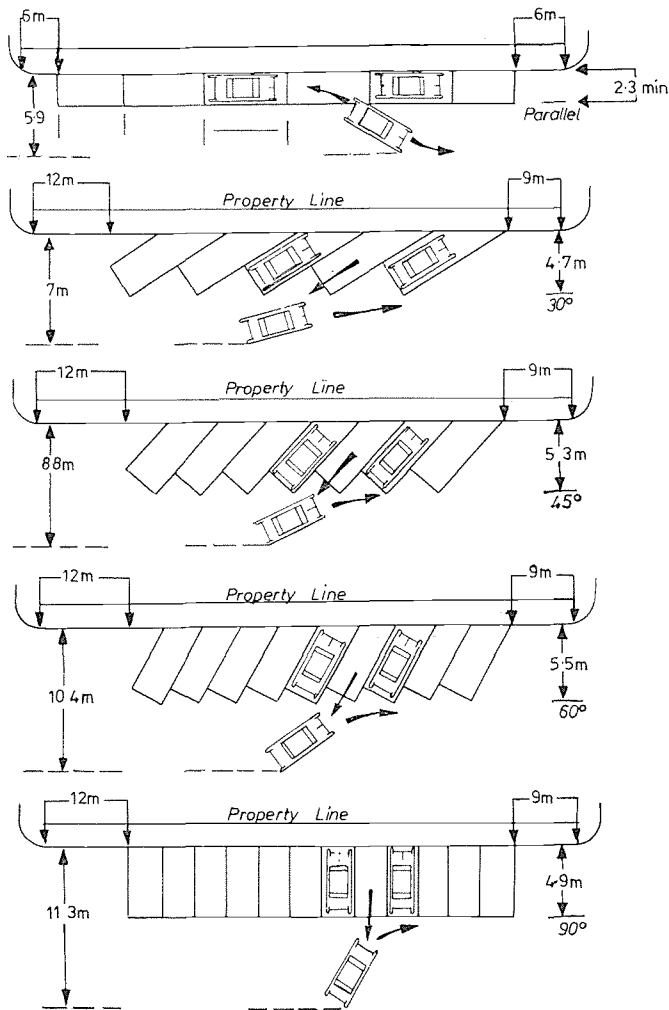 6m 6m
5·9
2·3 min
Parallel
12m Property Line 9m
7m
4·7m
30°
12m Property Line 9m
88m
5·3m
45°
12m Property Line 9m
10·4m
5·5m
60°
12m Property Line 9m
11·3m
4·9m
90°